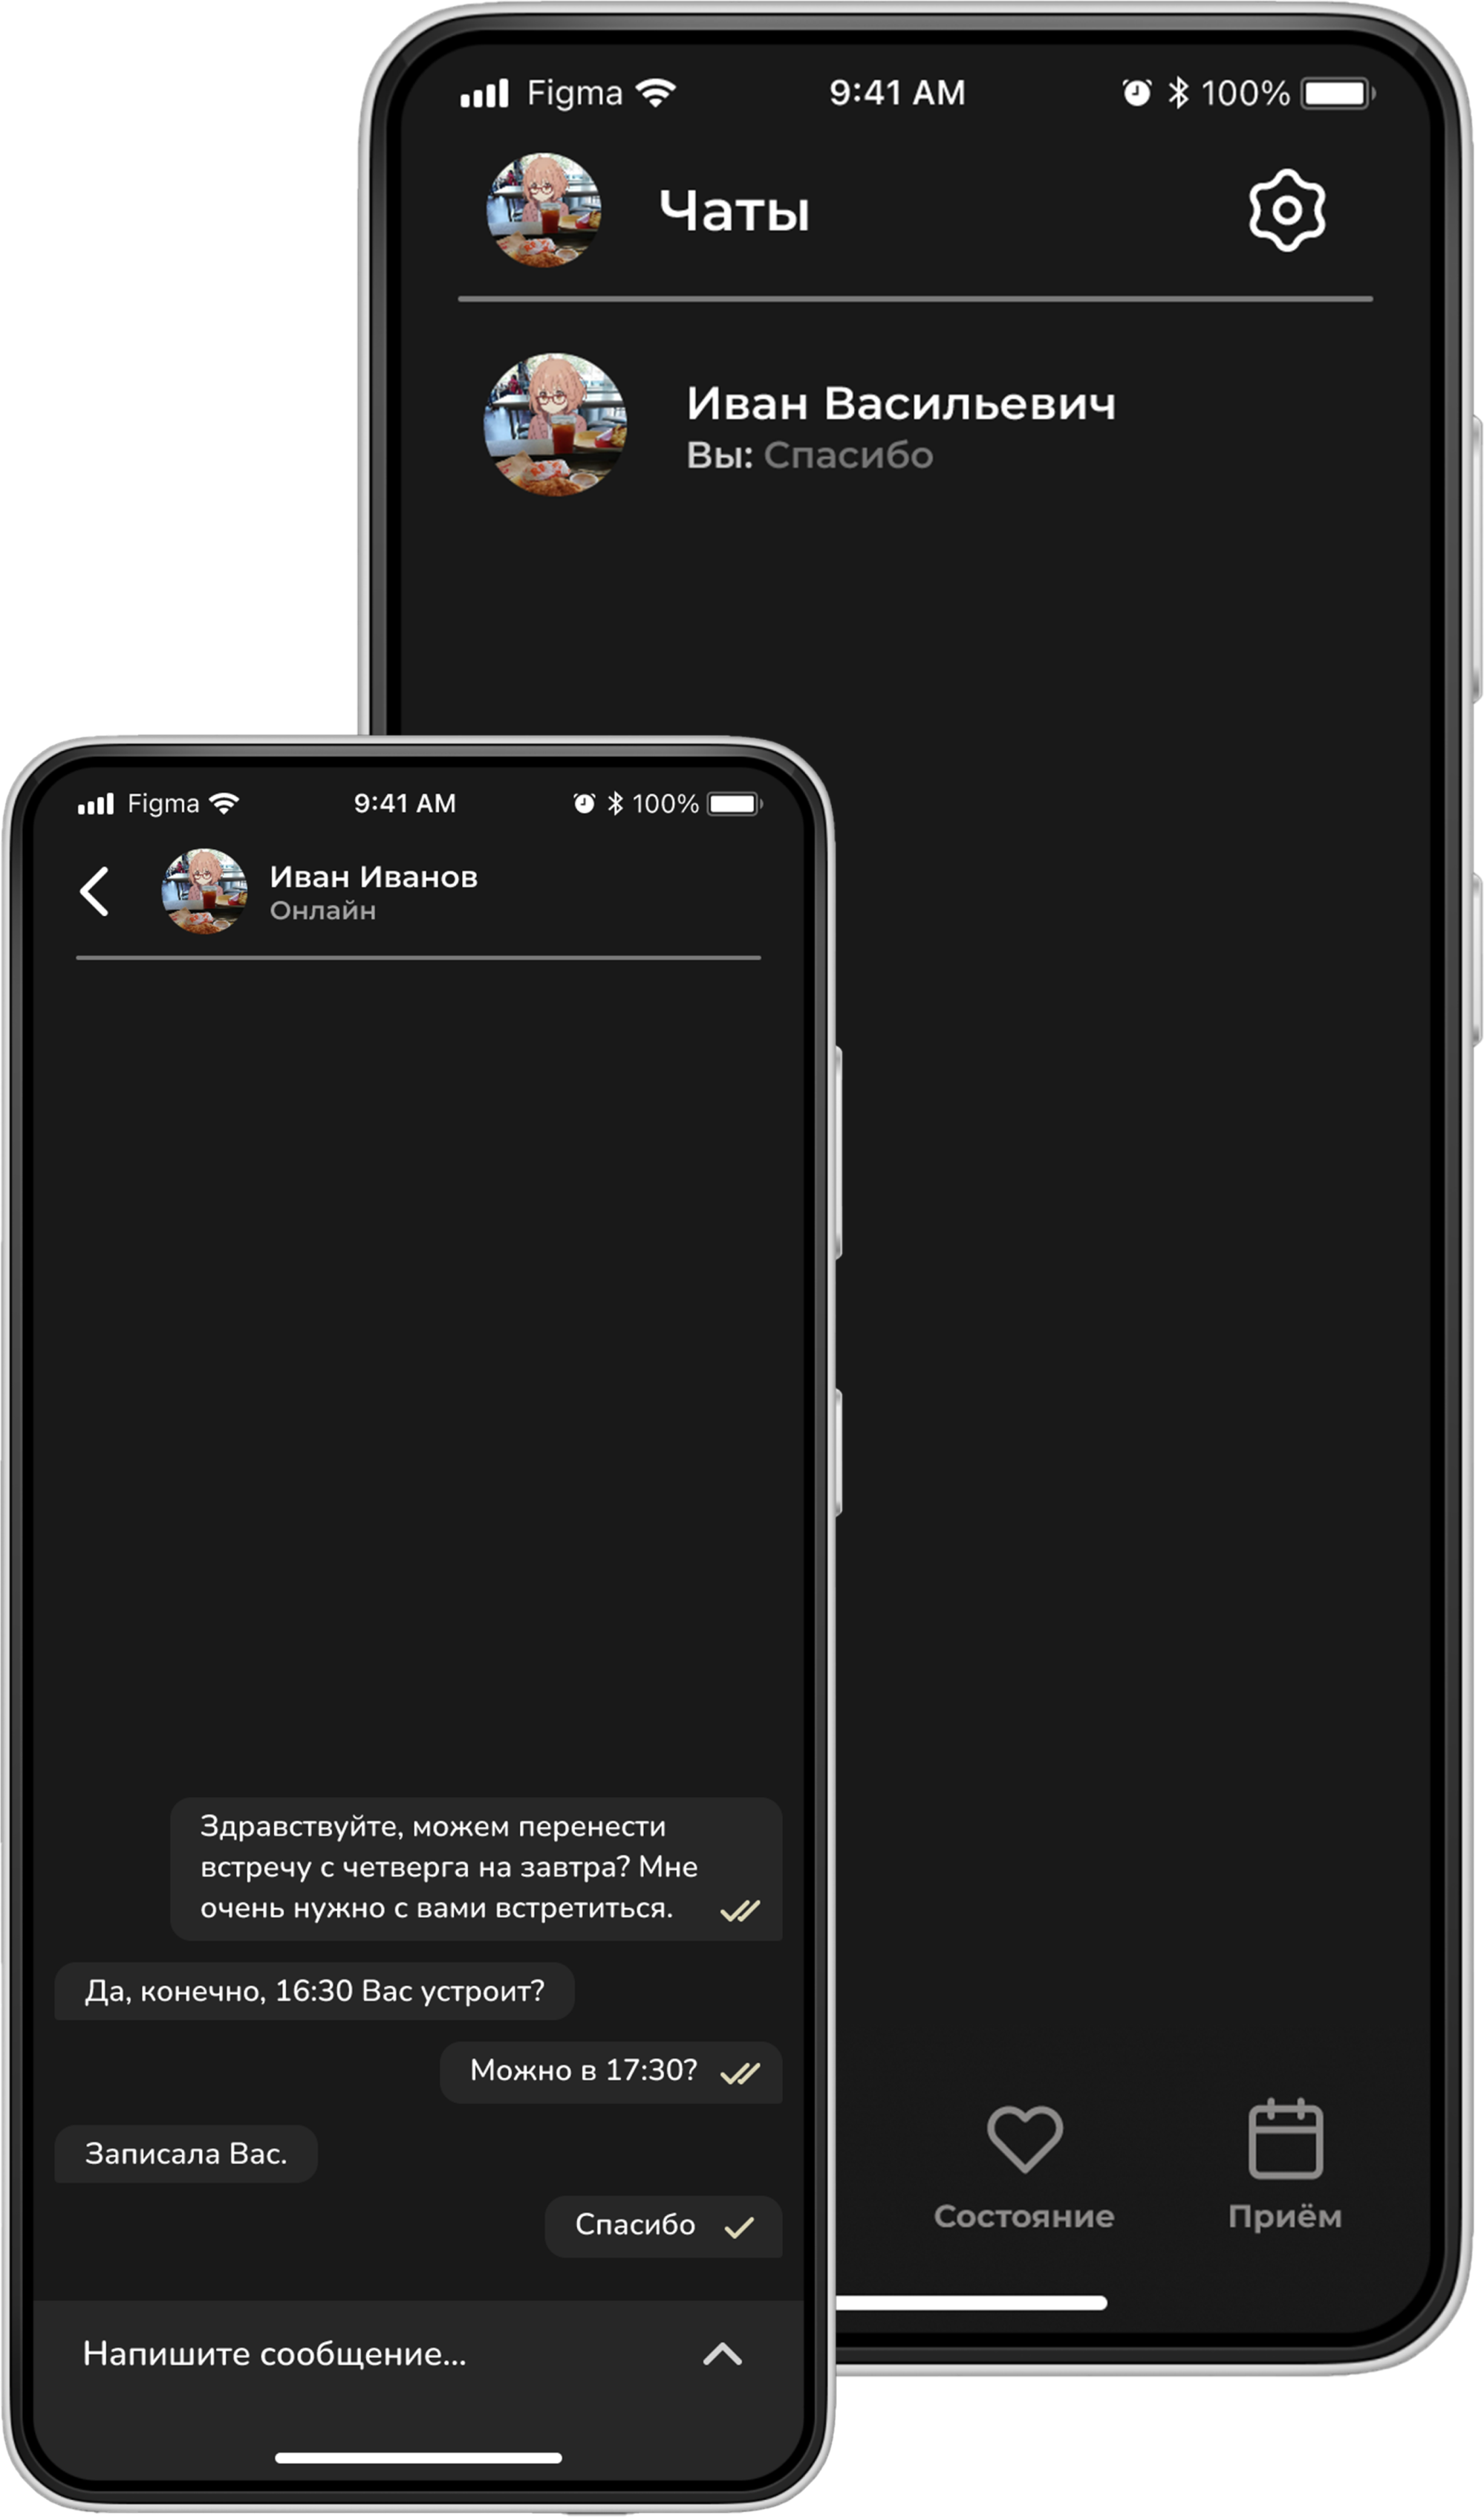 Figma
9:41 AM
100%
Чаты
Иван Васильевич
Вы: Спасибо
Состояние
Приём
Figma
9:41 AM
100%
Иван Иванов
Онлайн
Здравствуйте, можем перенести
встречу с четверга на завтра? Мне
очень нужно с вами встретиться.
Да, конечно, 16:30 Вас устроит?
Можно в 17:30?
Записала Вас.
Спасибо
Напишите сообщение...